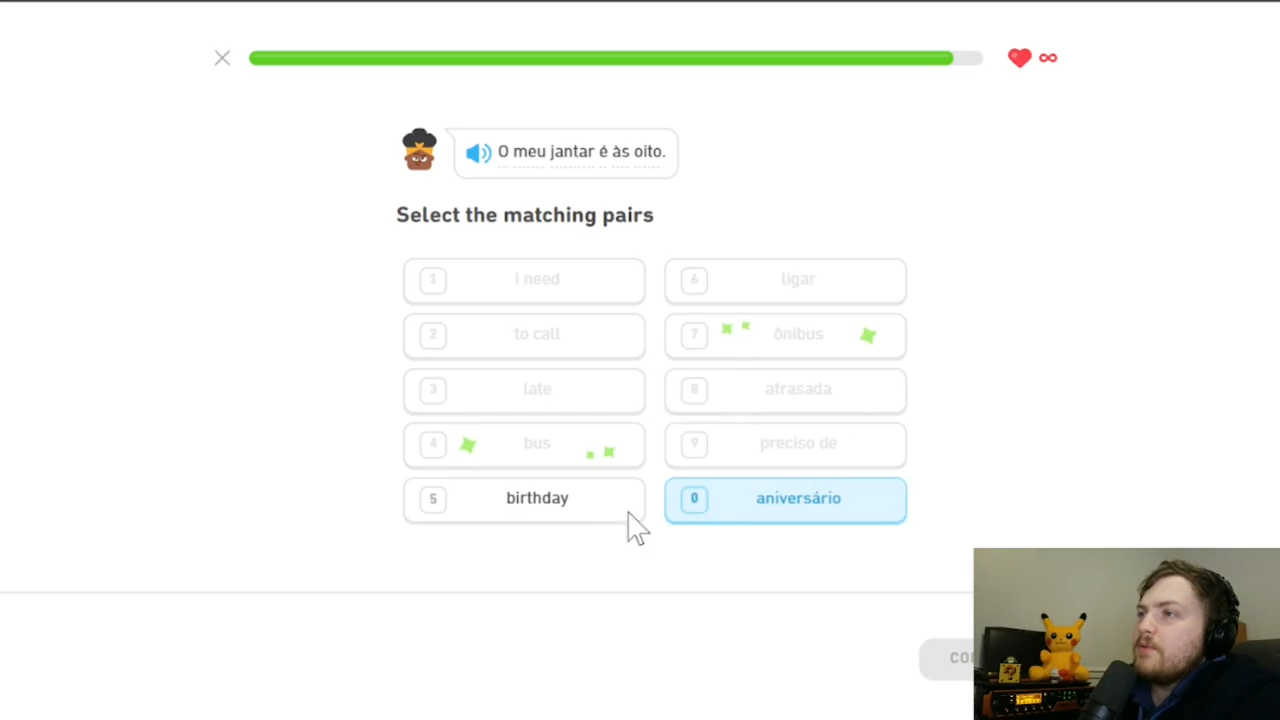 O meu jantar é às oito.
Select the matching pairs
1 I need 6 ligar
2 to call 7 ônibus
3 late 8 atrasada
4 bus 9 preciso de
5 birthday 0 aniversário